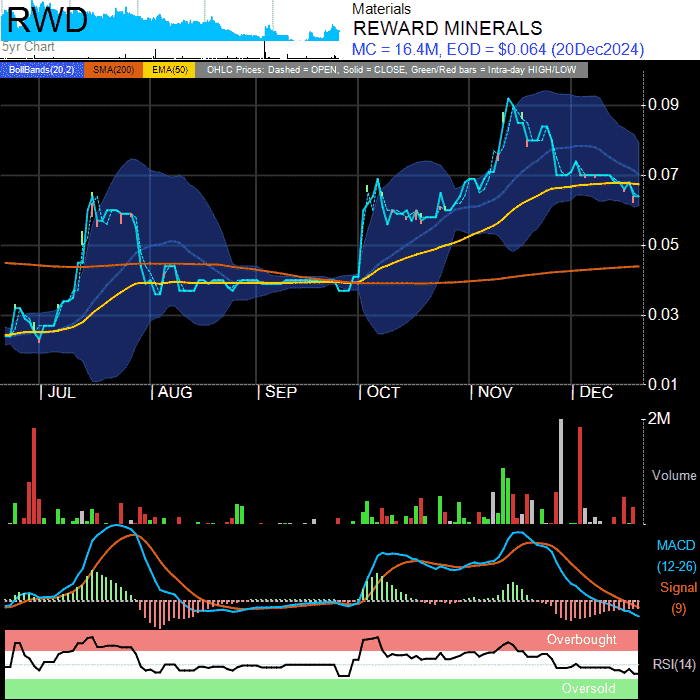 RWD
5yr Chart
Materials
REWARD MINERALS
MC = 16.4M, EOD = $0.064 (20Dec2024)
BollBands(20,2) SMA(200) EMA(50) OHLC Prices: Dashed = OPEN, Solid = CLOSE, Green/Red bars = Intra-day HIGH/LOW
0.09
0.07
0.05
0.03
0.01
JUL AUG SEP OCT NOV DEC
2M
Volume
MACD
(12-26)
Signal
(9)
Overbought
RSI(14)
Oversold